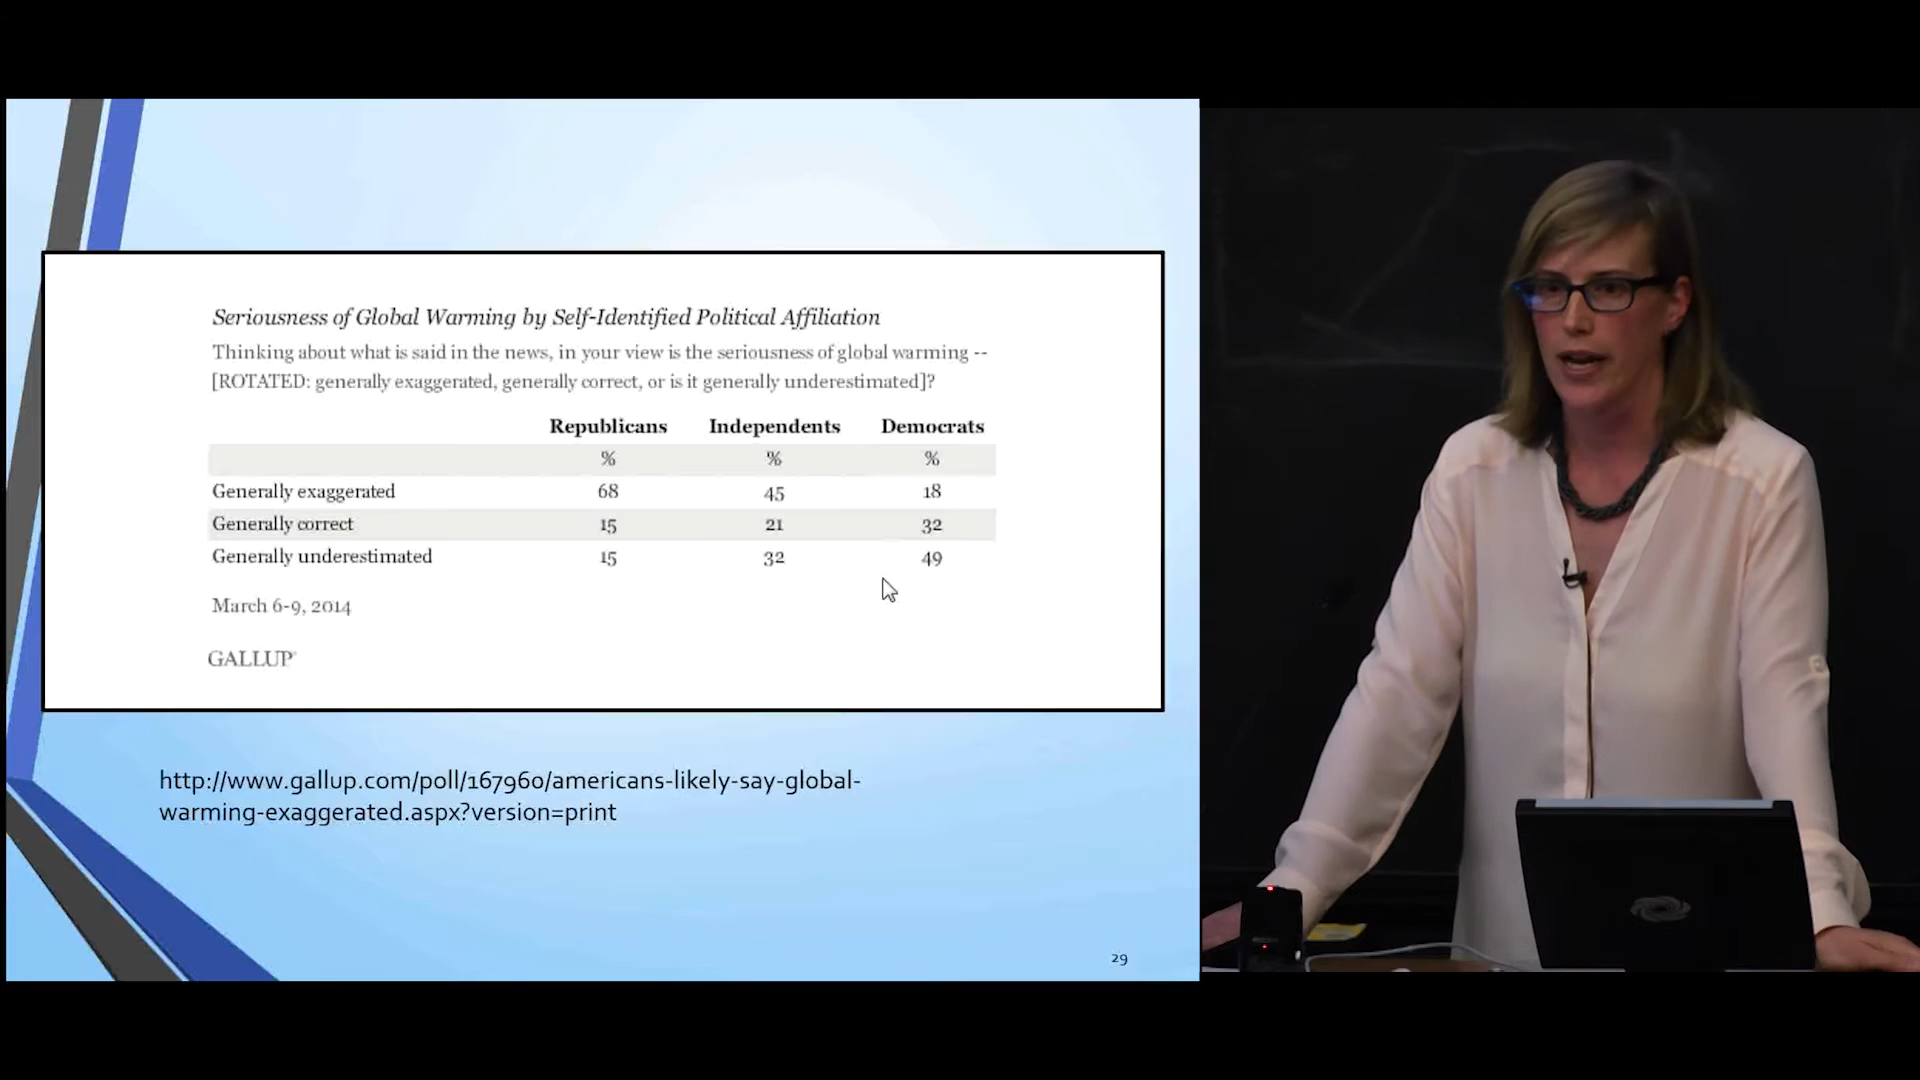 Seriousness of Global Warming by Self-Identified Political Affiliation
Thinking about what is said in the news, in your view is the seriousness of global warming --
[ROTATED: generally exaggerated, generally correct, or is it generally underestimated]?
Republicans Independents Democrats
% % %
Generally exaggerated 68 45 18
Generally correct 15 21 32
Generally underestimated 15 32 49
March 6-9, 2014
GALLUP
http://www.gallup.com/poll/167960/americans-likely-say-global-
warming-exaggerated.aspx?version=print
29